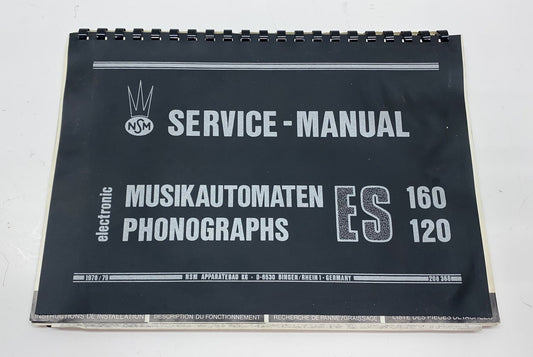 NSM
SERVICE-MANUAL
electronic
MUSIKAUTOMATEN
PHONOGRAPHS
ES
160
120
1978/79
NSM APPARATEBAU KG - D-6530 BINGEN/RHEIN 1 - GERMANY
INSTRUCTIONS DE INSTALLATION
DESCRIPTION DU FONCTIONNEMENT
RECHERCHE DE PANNE/GRAISSAGE
LISTE DES PIECES DETACHEES